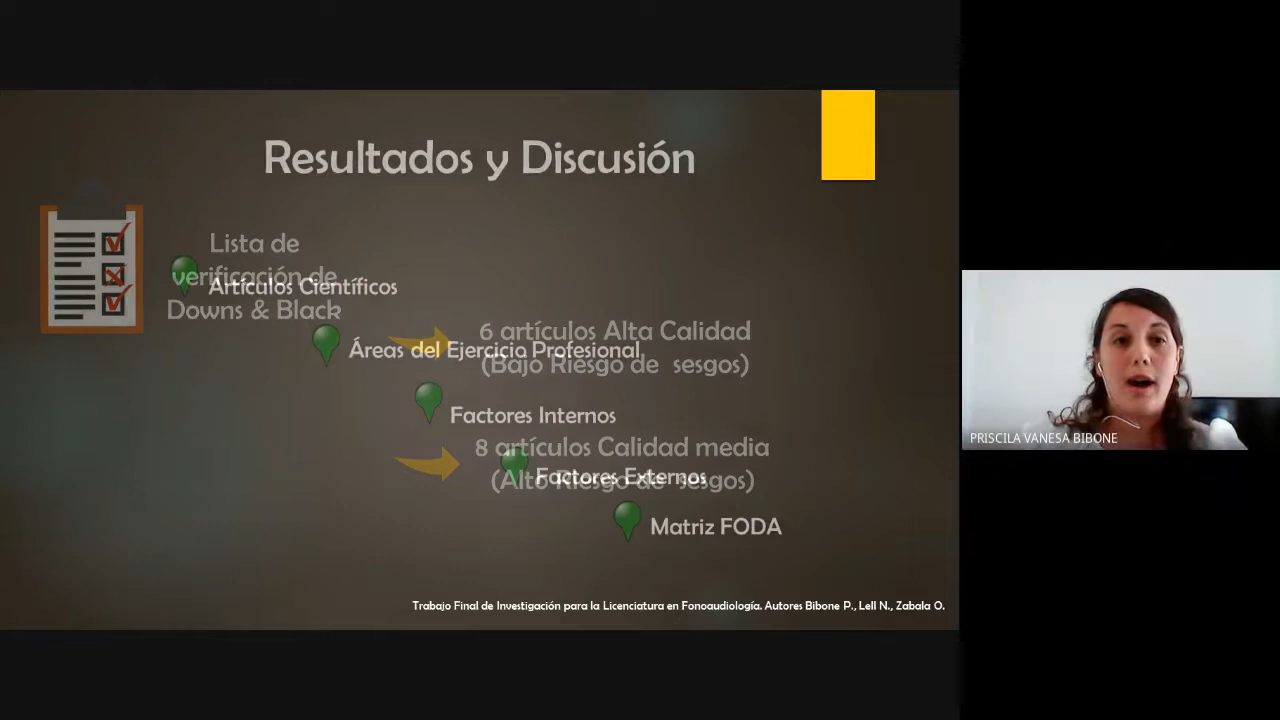 Resultados y Discusión
Lista de
verificación de
Downs & Black
Artículos Científicos
6 artículos Alta Calidad
(Bajo Riesgo de sesgos)
Áreas del Ejercicio Profesional
Factores Internos
8 artículos Calidad media
(Alto Riesgo de sesgos)
Factores Externos
Matriz FODA
Trabajo Final de Investigación para la Licenciatura en Fonoaudiología. Autores Bibone P., Lell N., Zabala O.
PRISCILA VANESA BIBONE